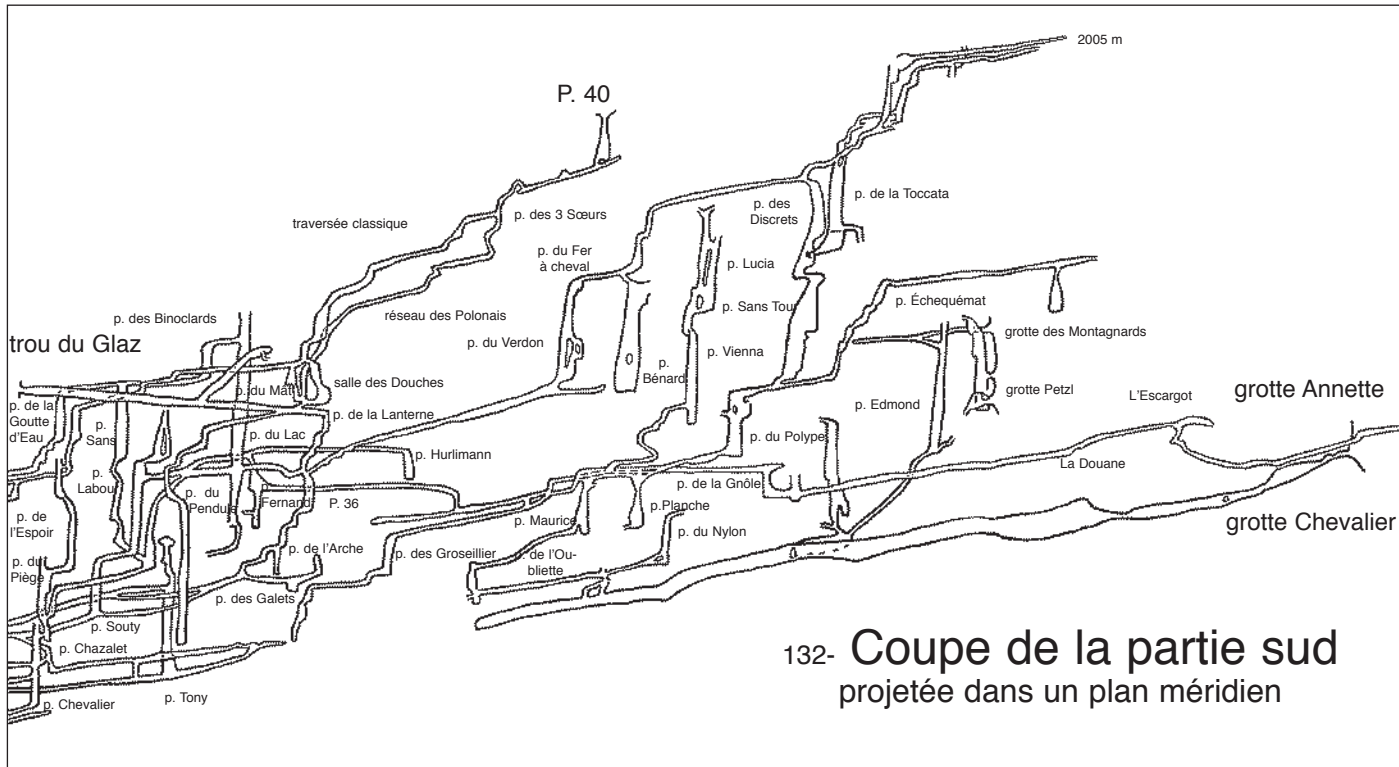 2005 m
P. 40
p. de la Toccata
p. des
Discrets
p. des 3 Sœurs
traversée classique
p. du Fer
à cheval
p. Lucia
p. Échequémat
p. Sans Tour
réseau des Polonais
p. des Binoclards
grotte des Montagnards
trou du Glaz
p. du Verdon
p. Vienna
p.
Bénard
salle des Douches
p. du Mât
grotte Petzl
grotte Annette
L'Escargot
p. de la
Goutte
d'Eau
p.
Sans
p. de la Lanterne
p. Edmond
p. du Lac
p. du Polype
p. Hurlimann
La Douane
p.
Labou
p. du
Pendule
p.
Fernand
P. 36
p. de la Gnôle
p.Planche
p. de
l'Espoir
p. Maurice
grotte Chevalier
p. du Nylon
p. de l'Arche
p. des Groseillier
p. de l'Ou-
bliette
p. du
Piège
p. des Galets
p. Souty
p. Chazalet
132- Coupe de la partie sud
projetée dans un plan méridien
p. Tony
p. Chevalier